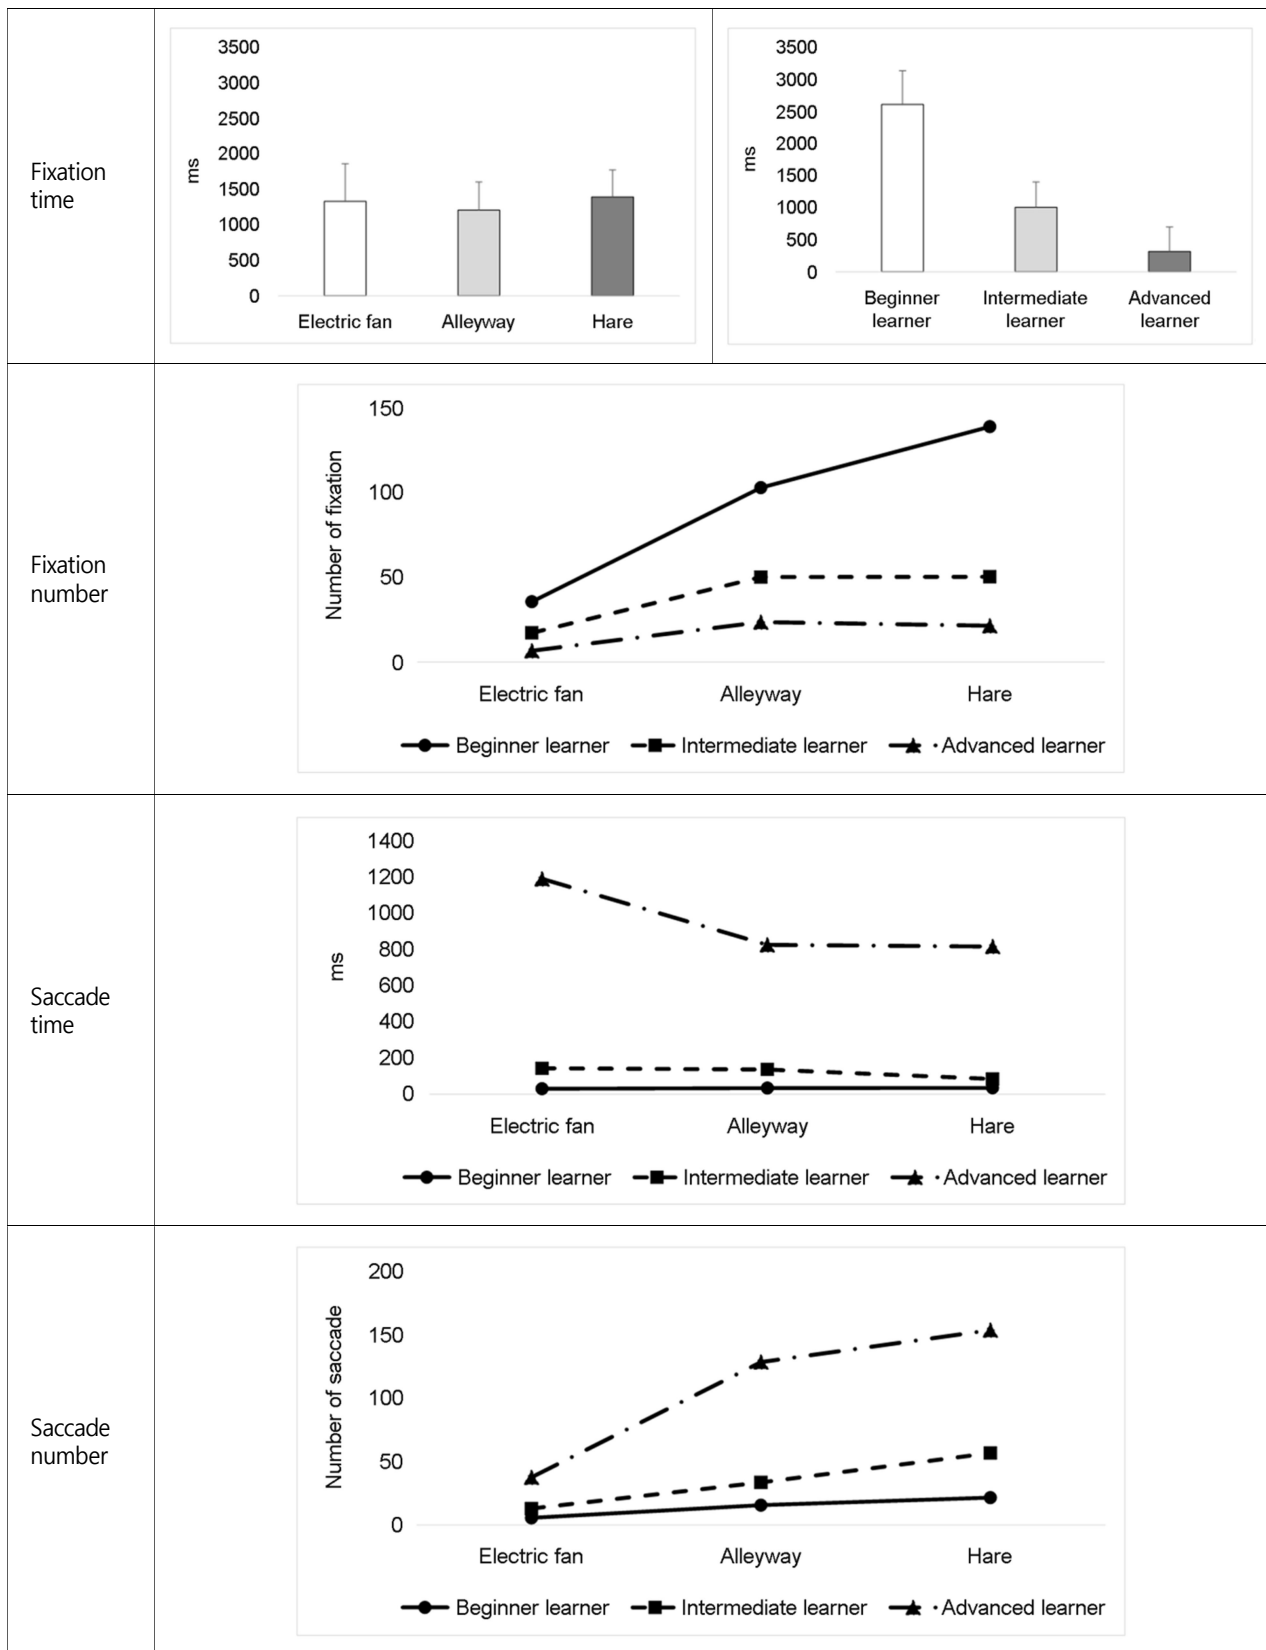 Fixation
time
3500
3000
2500
2000
1500
1000
500
0
ms
Electric fan
Alleyway
Hare
3500
3000
2500
2000
1500
1000
500
0
ms
Beginner
learner
Intermediate
learner
Advanced
learner
Fixation
number
150
100
50
0
Number of fixation
Electric fan
Alleyway
Hare
Beginner learner
Intermediate learner
Advanced learner
Saccade
time
1400
1200
1000
800
600
400
200
0
ms
Electric fan
Alleyway
Hare
Beginner learner
Intermediate learner
Advanced learner
Saccade
number
200
150
100
50
0
Number of saccade
Electric fan
Alleyway
Hare
Beginner learner
Intermediate learner
Advanced learner